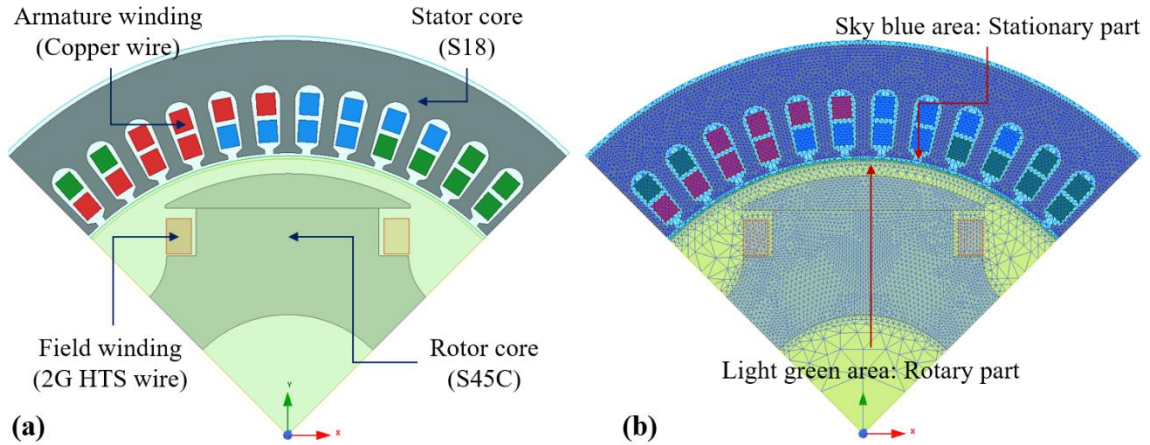 Armature winding
(Copper wire)
Stator core
(S18)
Field winding
(2G HTS wire)
Rotor core
(S45C)
Y
X
(a)
Sky blue area: Stationary part
Light green area: Rotary part
X
(b)